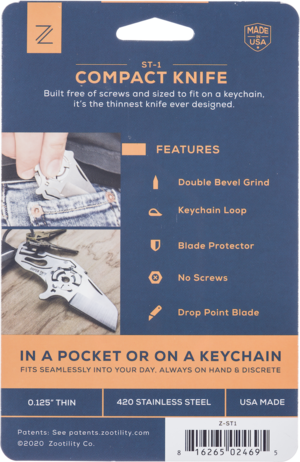 Z
MADE
IN
USA
ST-1
COMPACT KNIFE
Built free of screws and sized to fit on a keychain,
it's the thinnest knife ever designed.
FEATURES
Double Bevel Grind
Keychain Loop
Blade Protector
No Screws
Drop Point Blade
IN A POCKET OR ON A KEYCHAIN
FITS SEAMLESSLY INTO YOUR DAY. ALWAYS ON HAND & DISCRETE
0.125" THIN
420 STAINLESS STEEL
USA MADE
Patents: See patents.zootility.com
©2020 Zootility Co.
Z-ST1
8 16265 02469 5